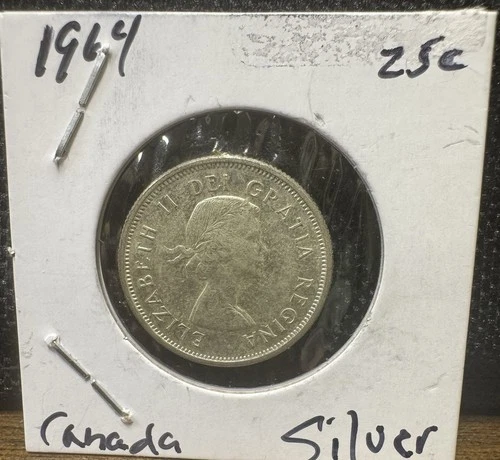 1964 25c
ELIZABETH II DEI GRATIA REGINA
Canada Silver